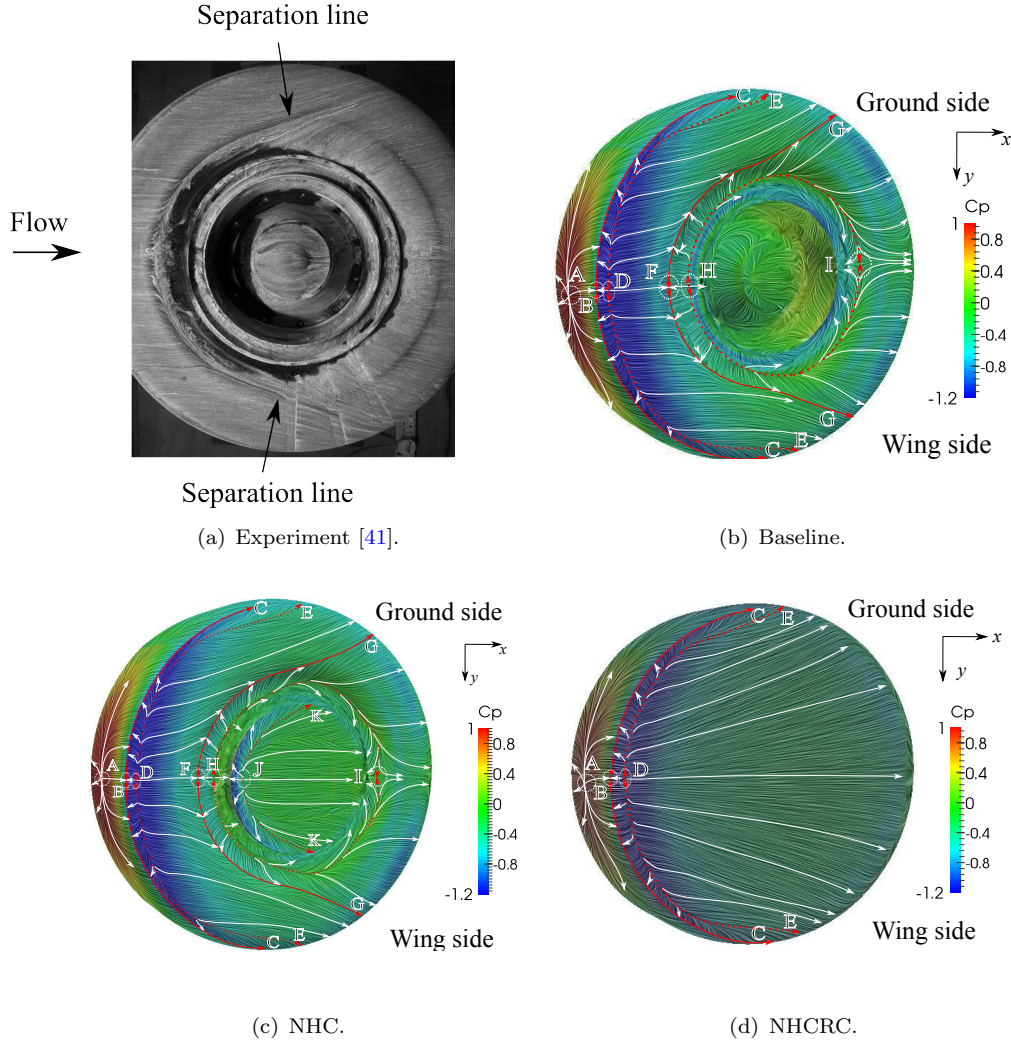 Separation line
Flow
Separation line
(a) Experiment [41].
Ground side
x
y
Cp
1
0.8
0.4
0
-0.4
-0.8
-1.2
Wing side
A
B
C
D
E
F
G
H
I
G
E
C
(b) Baseline.
Ground side
x
y
Cp
1
0.8
0.4
0
-0.4
-0.8
-1.2
Wing side
A
B
C
D
E
F
G
H
I
J
K
K
G
E
C
(c) NHC.
Ground side
x
y
Cp
1
0.8
0.4
0
-0.4
-0.8
-1.2
Wing side
A
B
C
D
E
E
C
(d) NHCRC.